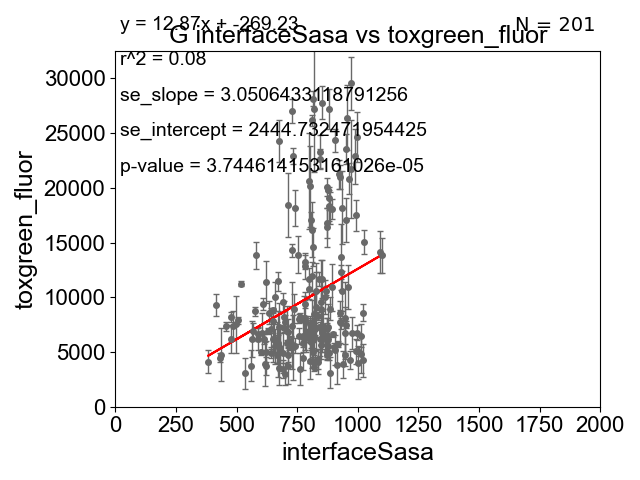 y = 12.87x + -269.23
N = 201
G interfaceSasa vs toxgreen_fluor
r^2 = 0.08
se_slope = 3.0506433118791256
se_intercept = 2444.732471954425
p-value = 3.744614153161026e-05
30000
25000
20000
15000
10000
5000
0
toxgreen_fluor
0 250 500 750 1000 1250 1500 1750 2000
interfaceSasa